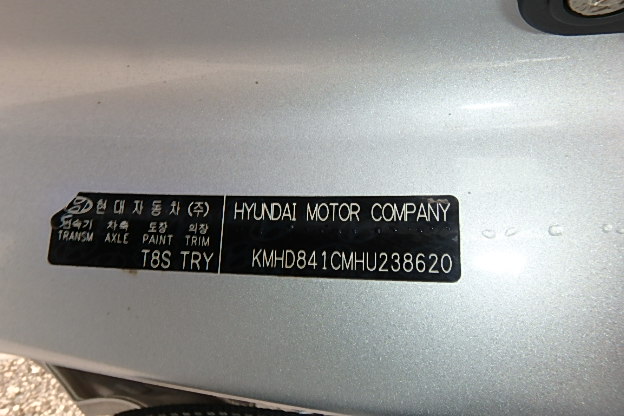 현대자동차(주)
변속기 차축 도장 의장
TRANSM AXLE PAINT TRIM
T8S TRY
HYUNDAI MOTOR COMPANY
KMHD841CMHU238620